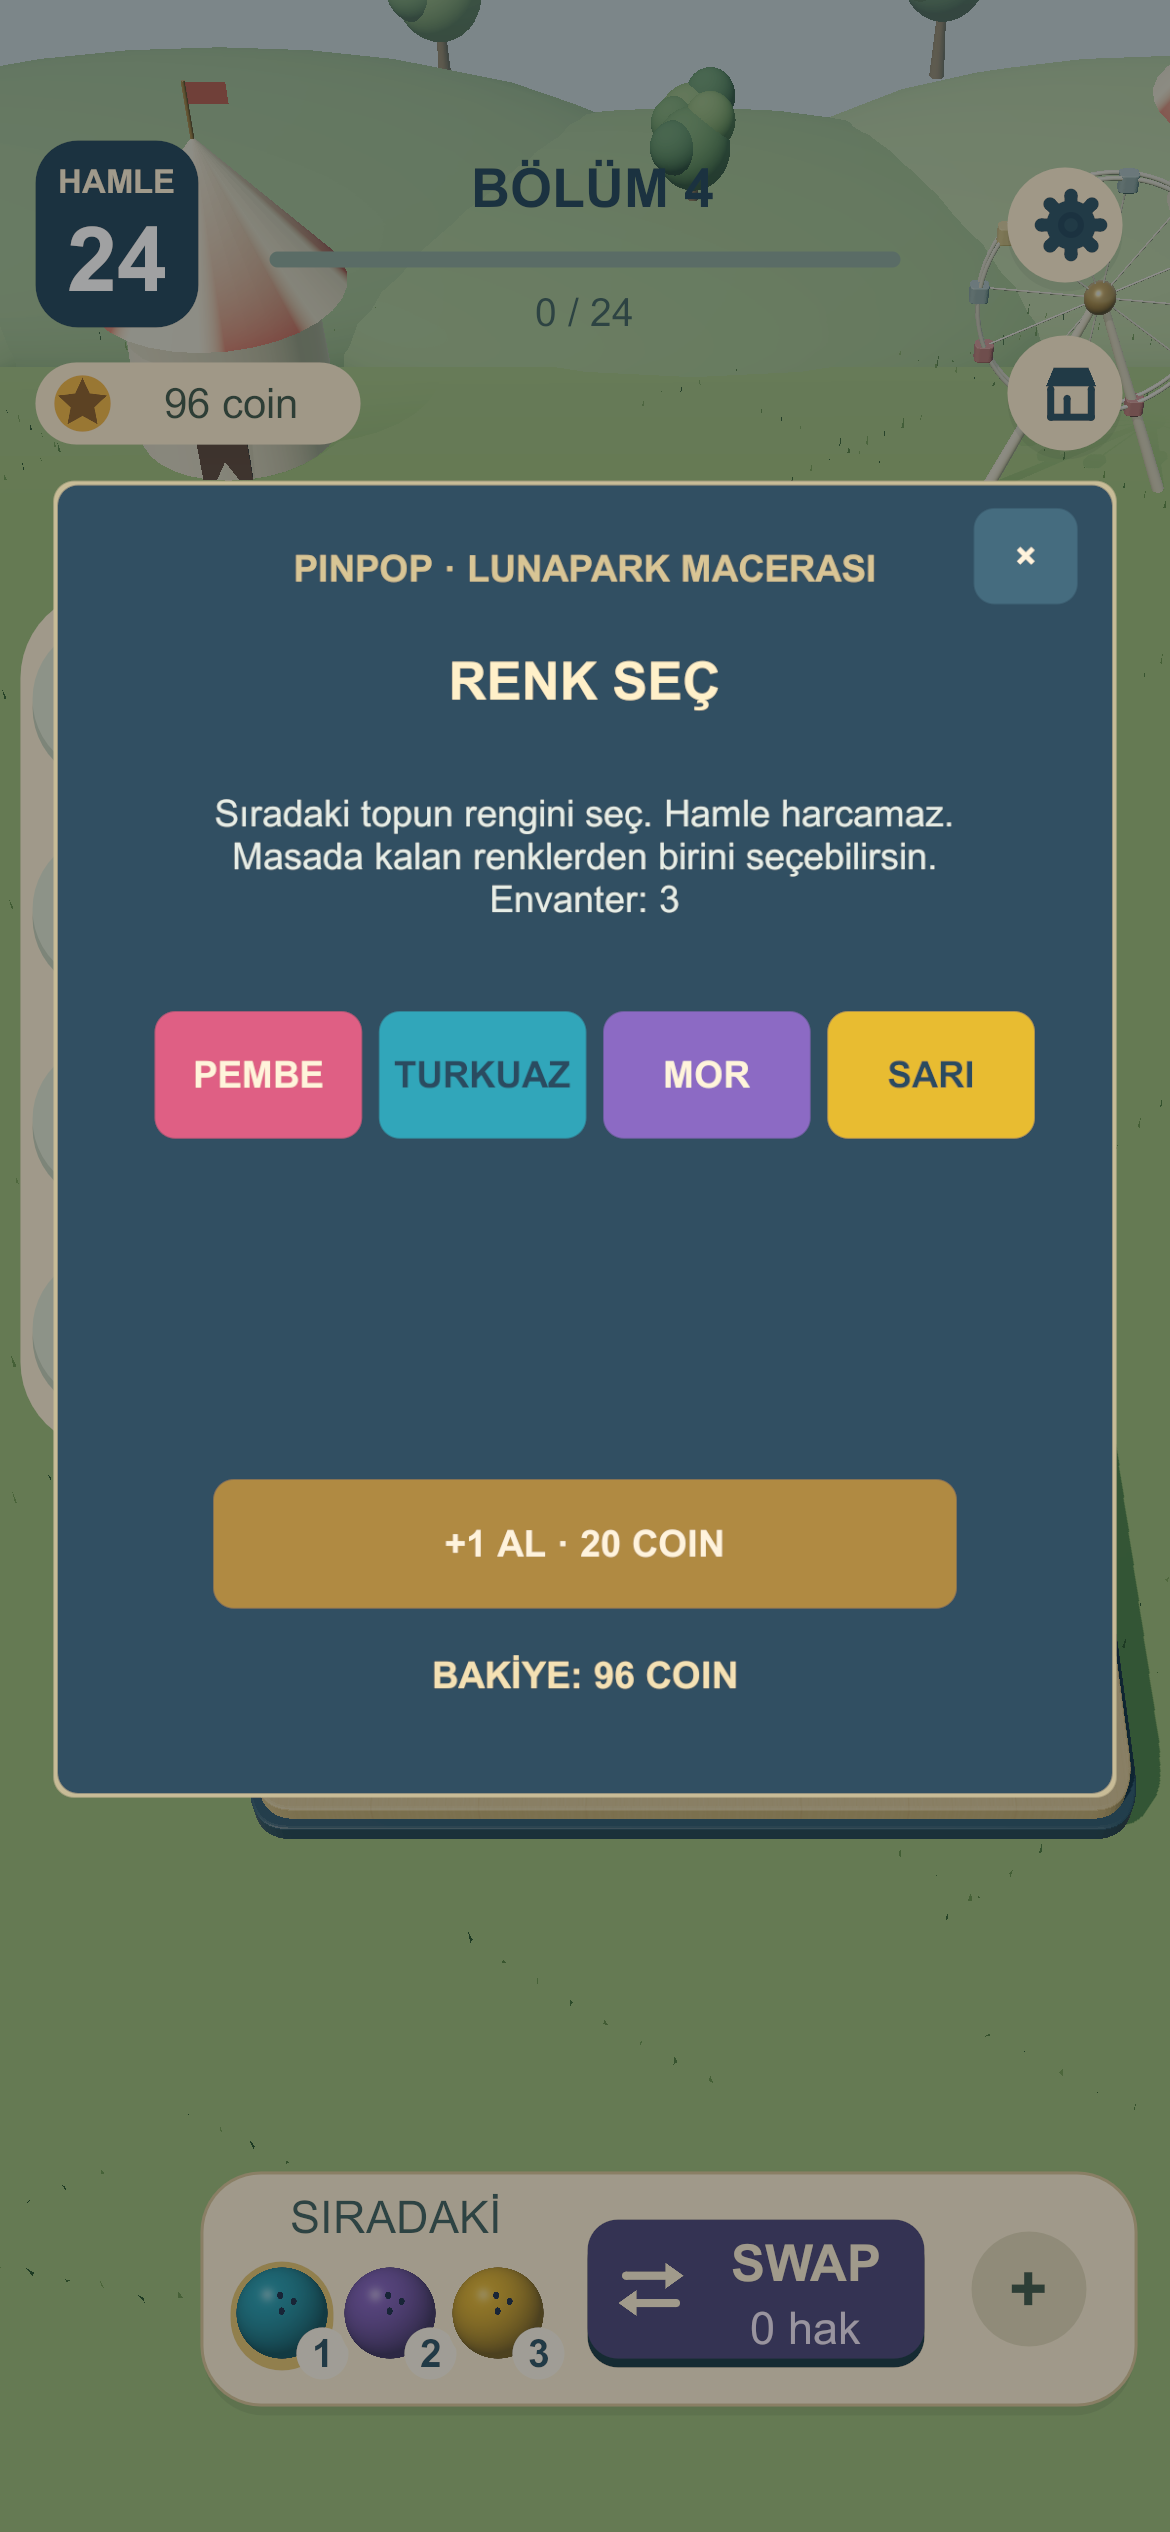 HAMLE
24
BÖLÜM 4
0 / 24
96 coin
PINPOP · LUNAPARK MACERASI
×
RENK SEÇ
Sıradaki topun rengini seç. Hamle harcamaz.
Masada kalan renklerden birini seçebilirsin.
Envanter: 3
PEMBE
TURKUAZ
MOR
SARI
+1 AL · 20 COIN
BAKİYE: 96 COIN
SIRADAKİ
1
2
3
SWAP
0 hak
+